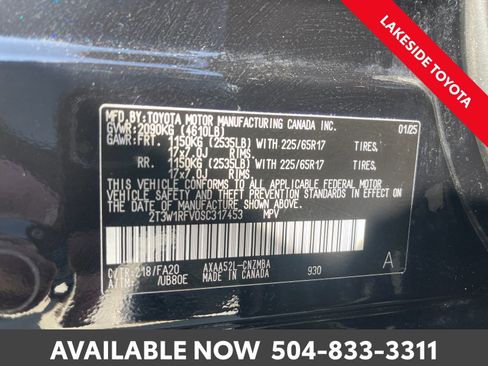 LAKESIDE TOYOTA
MFD. BY: TOYOTA MOTOR MANUFACTURING CANADA INC.
GVWR: 2090KG (4610LB) 01/25
GAWR: FRT. 1150KG (2535LB) WITH 225/65R17 TIRES,
17x7.0J RIMS,
RR. 1150KG (2535LB) WITH 225/65R17 TIRES,
17x7.0J RIMS,
THIS VEHICLE CONFORMS TO ALL APPLICABLE FEDERAL MOTOR
VEHICLE SAFETY STANDARDS IN EFFECT ON THE
DATE OF MANUFACTURE SHOWN ABOVE.
2T3W1RFV0SC317453 MPV
C/TR:218/FA20 AXAA52L-CNZMBA
A/TM: /UB80E MADE IN CANADA 930 A
AVAILABLE NOW 504-833-3311